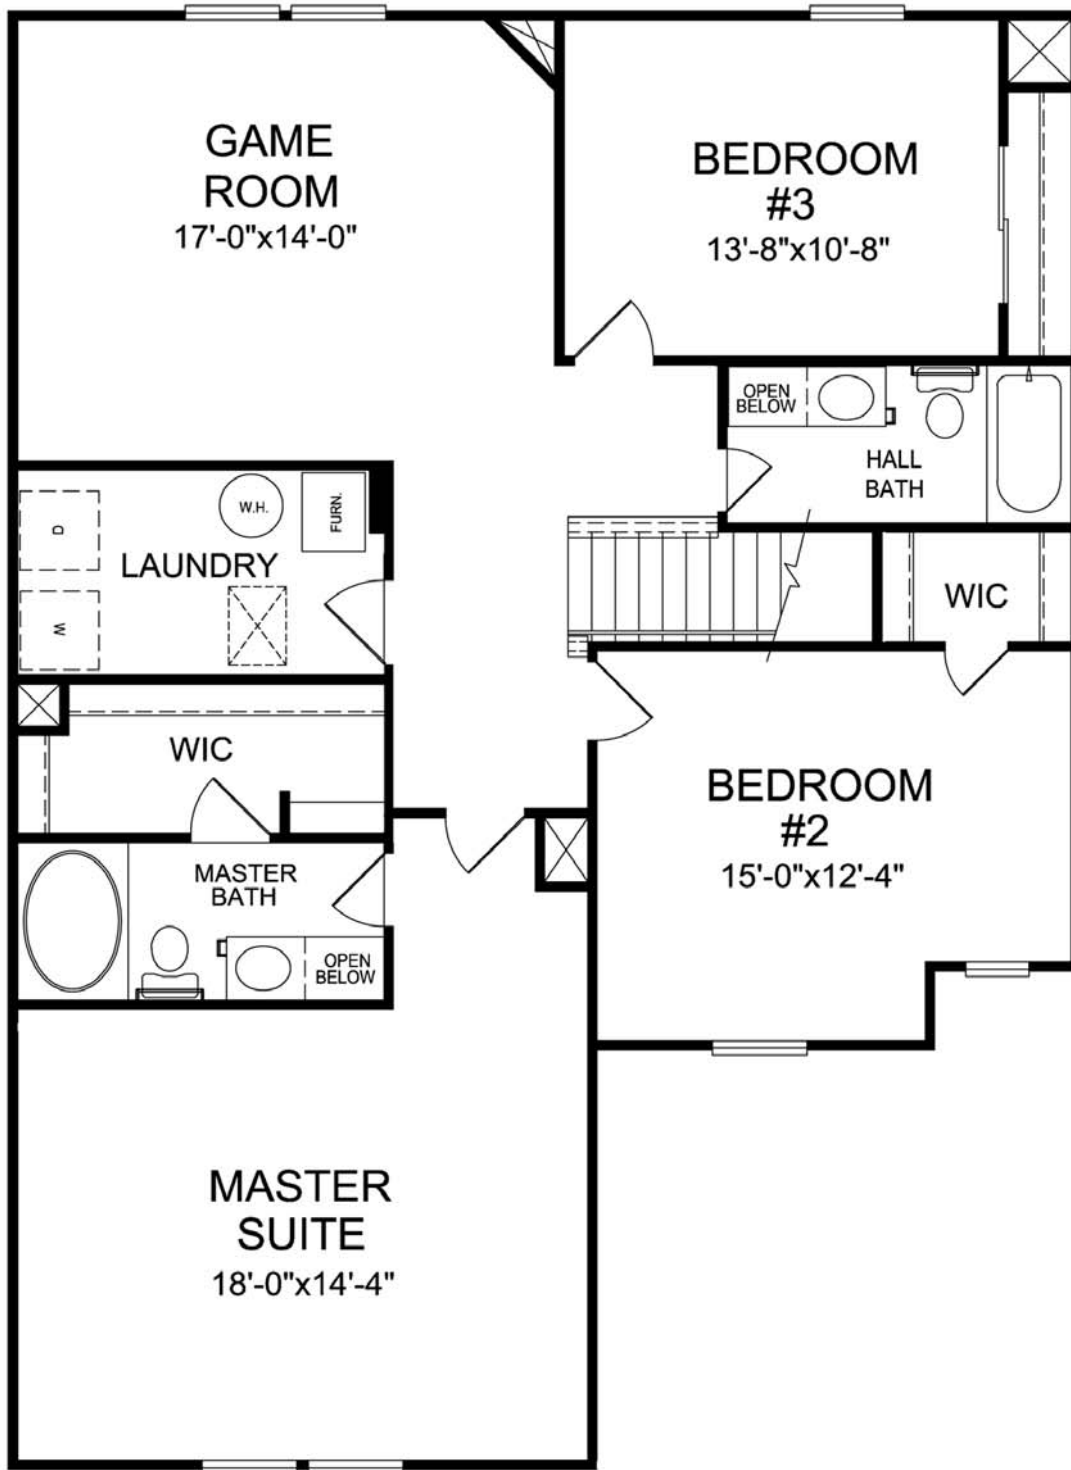 GAME
ROOM
17'-0"x14'-0"
BEDROOM
#3
13'-8"x10'-8"
OPEN
BELOW
HALL
BATH
D
W.H.
FURN.
LAUNDRY
W
WIC
WIC
BEDROOM
#2
15'-0"x12'-4"
MASTER
BATH
OPEN
BELOW
MASTER
SUITE
18'-0"x14'-4"